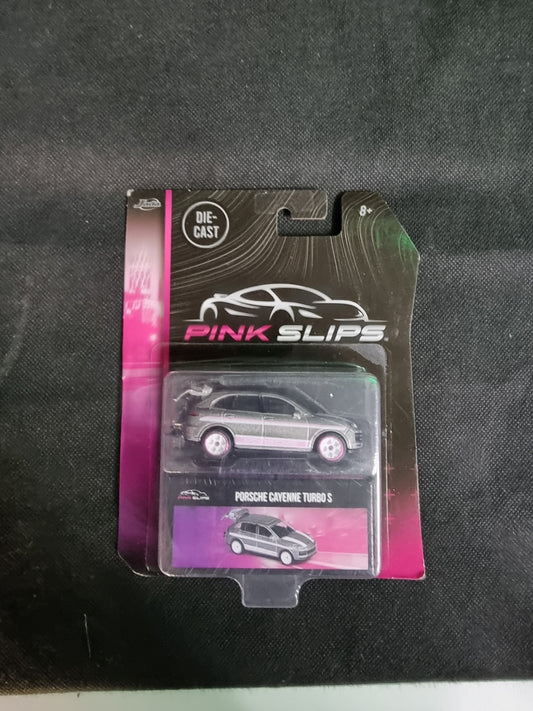 Jada
DIE-
CAST
8+
PINK SLIPS
PINK SLIPS
PORSCHE CAYENNE TURBO S